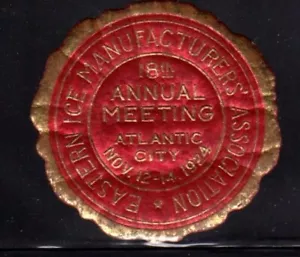 EASTERN ICE MANUFACTURERS' ASSOCIATION
18th
ANNUAL
MEETING
ATLANTIC
CITY
NOV. 12-14, 1924